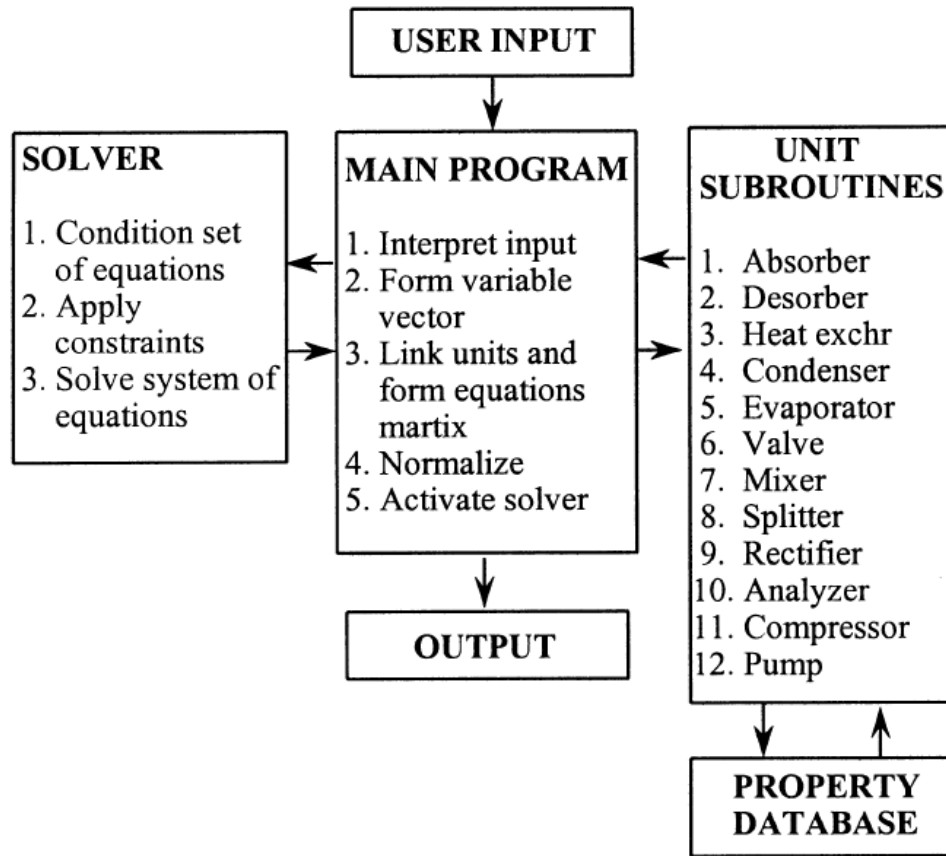 USER INPUT
SOLVER
1. Condition set
of equations
2. Apply
constraints
3. Solve system of
equations
MAIN PROGRAM
1. Interpret input
2. Form variable
vector
3. Link units and
form equations
martix
4. Normalize
5. Activate solver
UNIT
SUBROUTINES
1. Absorber
2. Desorber
3. Heat exchr
4. Condenser
5. Evaporator
6. Valve
7. Mixer
8. Splitter
9. Rectifier
10. Analyzer
11. Compressor
12. Pump
OUTPUT
PROPERTY
DATABASE